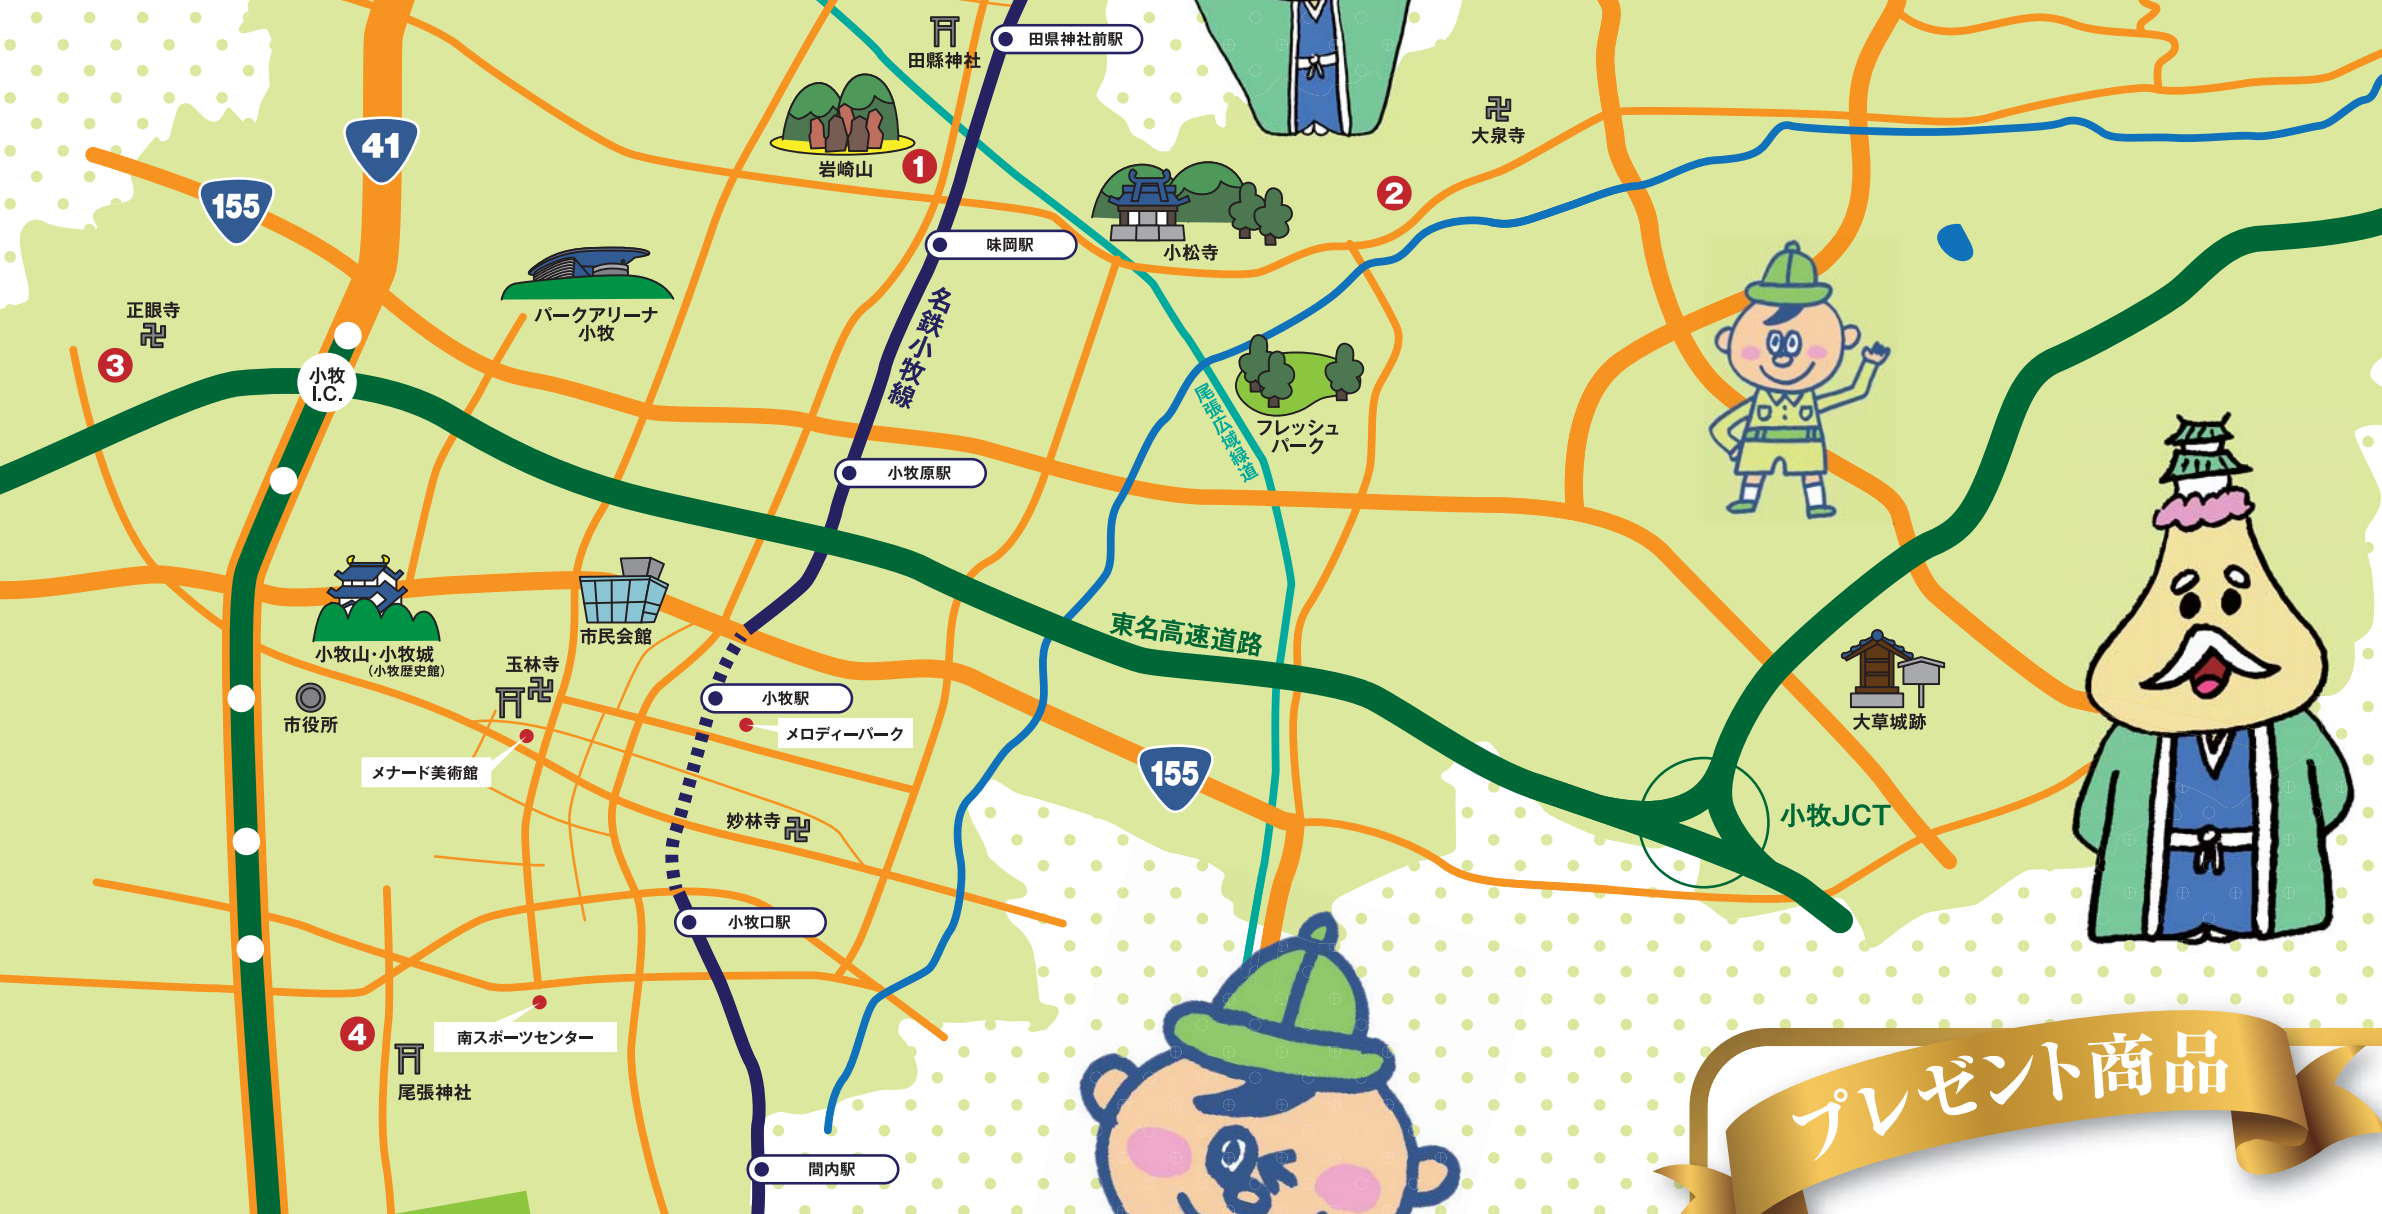 田県神社前駅
田縣神社
岩崎山
1
41
155
大泉寺
2
味岡駅
小松寺
パークアリーナ
小牧
正眼寺
3
小牧
I.C.
名鉄小牧線
尾張広域緑道
フレッシュ
パーク
小牧原駅
市民会館
東名高速道路
小牧山・小牧城
(小牧歴史館)
玉林寺
市役所
小牧駅
メロディーパーク
メナード美術館
155
大草城跡
妙林寺
小牧JCT
小牧口駅
4
南スポーツセンター
尾張神社
間内駅
プレゼント商品